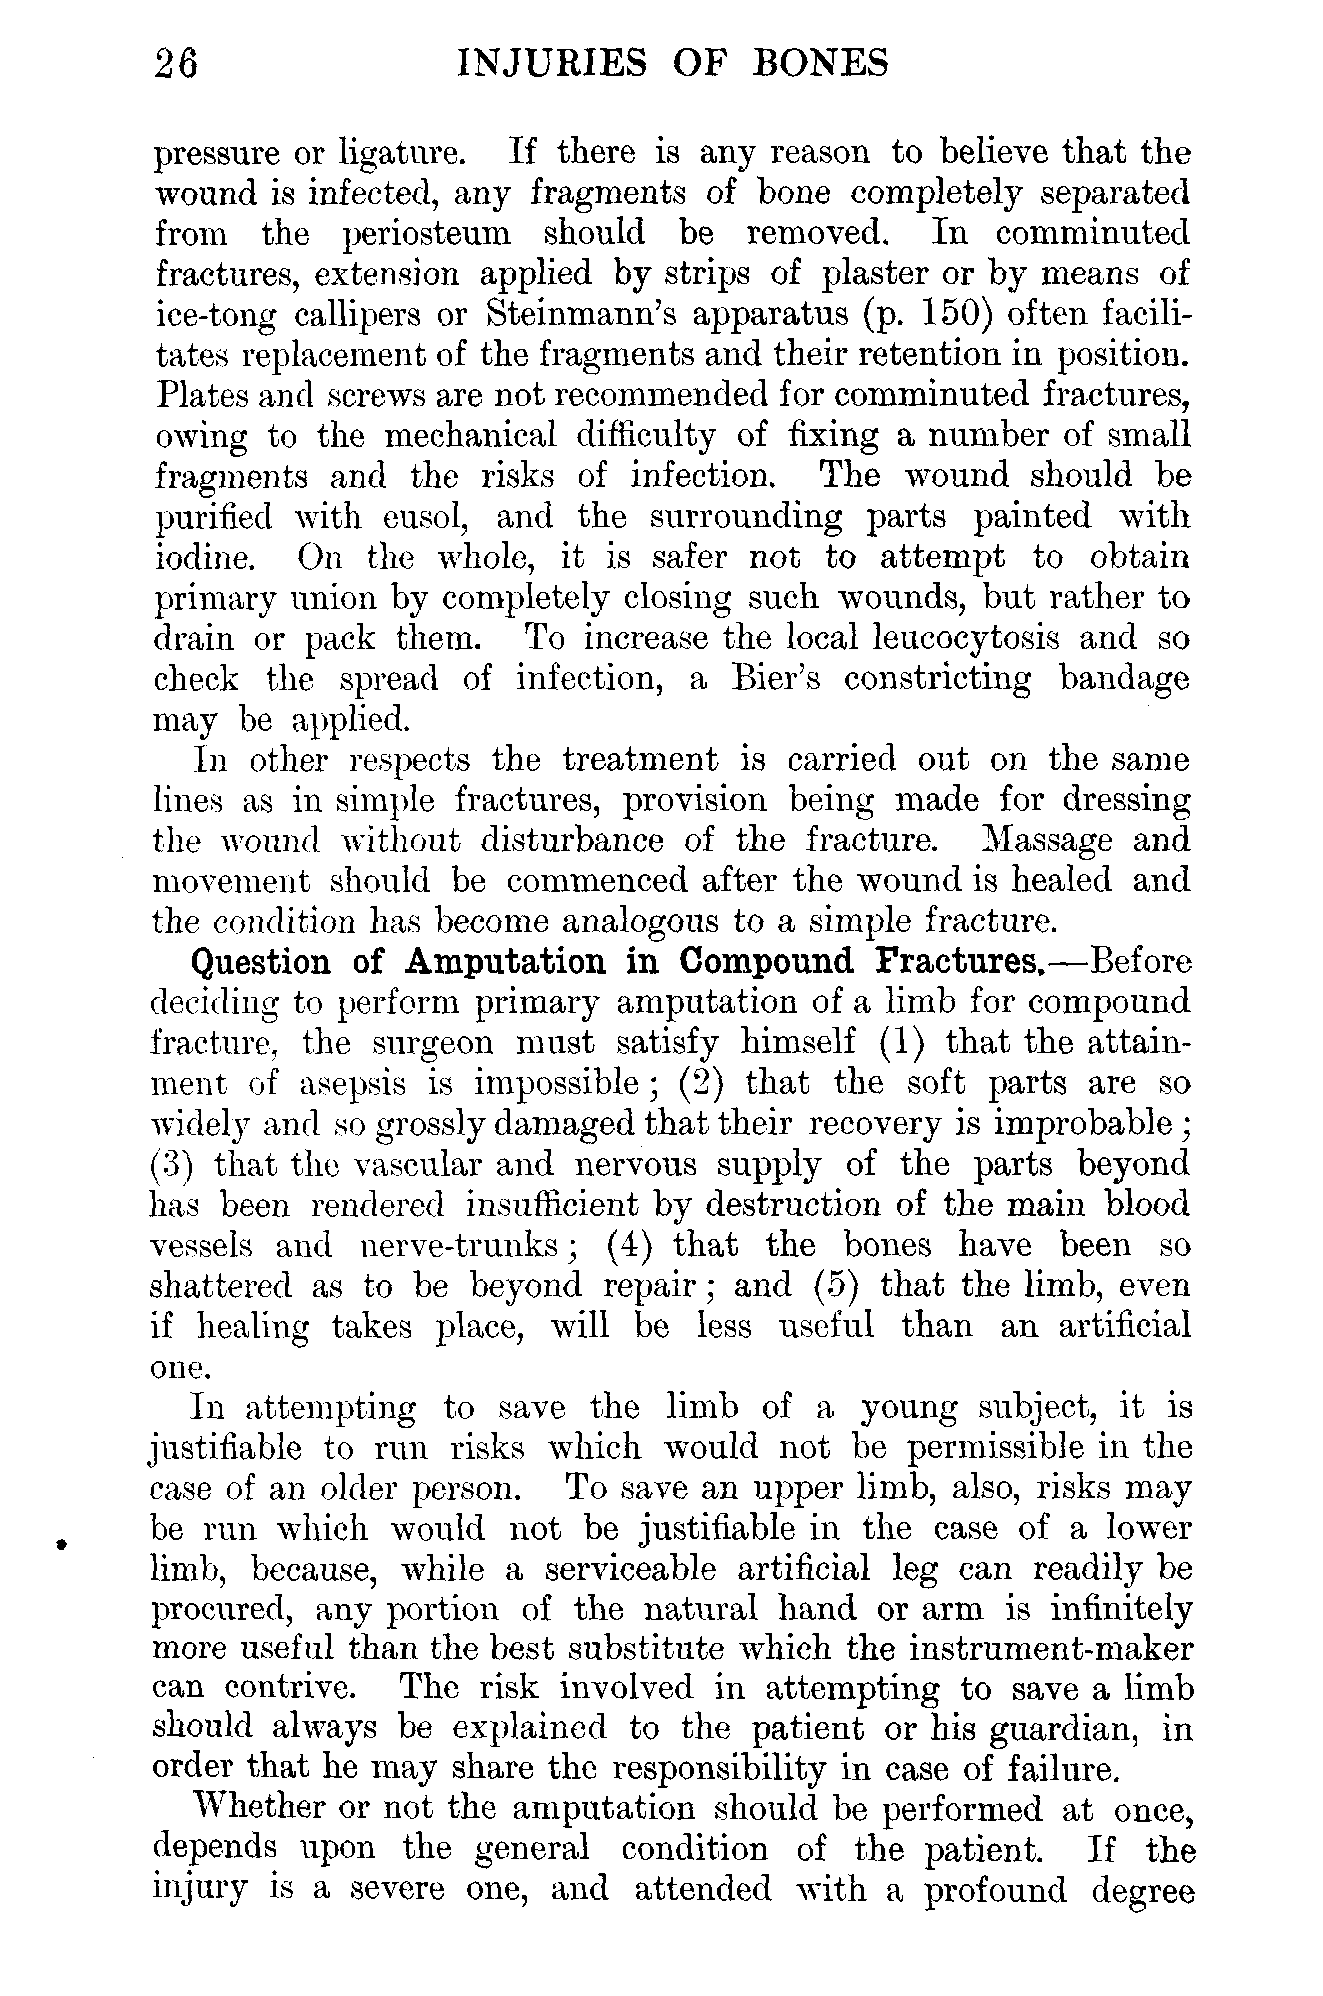 26 INJURIES OF BONES
pressure or ligature. If there is any reason to believe that the
wound is infected, any fragments of bone completely separated
from the periosteum should be removed. In comminuted
fractures, extension applied by strips of plaster or by means of
ice-tong callipers or Steinmann's apparatus (p. 150) often facili-
tates replacement of the fragments and their retention in position.
Plates and screws are not recommended for comminuted fractures,
owing to the mechanical difficulty of fixing a number of small
fragments and the risks of infection. The wound should be
purified with eusol, and the surrounding parts painted with
iodine. On the whole, it is safer not to attempt to obtain
primary union by completely closing such wounds, but rather to
drain or pack them. To increase the local leucocytosis and so
check the spread of infection, a Bier's constricting bandage
may be applied.
In other respects the treatment is carried out on the same
lines as in simple fractures, provision being made for dressing
the wound without disturbance of the fracture. Massage and
movement should be commenced after the wound is healed and
the condition has become analogous to a simple fracture.
Question of Amputation in Compound Fractures.—Before
deciding to perform primary amputation of a limb for compound
fracture, the surgeon must satisfy himself (1) that the attain-
ment of asepsis is impossible; (2) that the soft parts are so
widely and so grossly damaged that their recovery is improbable;
(3) that the vascular and nervous supply of the parts beyond
has been rendered insufficient by destruction of the main blood
vessels and nerve-trunks; (4) that the bones have been so
shattered as to be beyond repair; and (5) that the limb, even
if healing takes place, will be less useful than an artificial
one.
In attempting to save the limb of a young subject, it is
justifiable to run risks which would not be permissible in the
case of an older person. To save an upper limb, also, risks may
be run which would not be justifiable in the case of a lower
limb, because, while a serviceable artificial leg can readily be
procured, any portion of the natural hand or arm is infinitely
more useful than the best substitute which the instrument-maker
can contrive. The risk involved in attempting to save a limb
should always be explained to the patient or his guardian, in
order that he may share the responsibility in case of failure.
Whether or not the amputation should be performed at once,
depends upon the general condition of the patient. If the
injury is a severe one, and attended with a profound degree